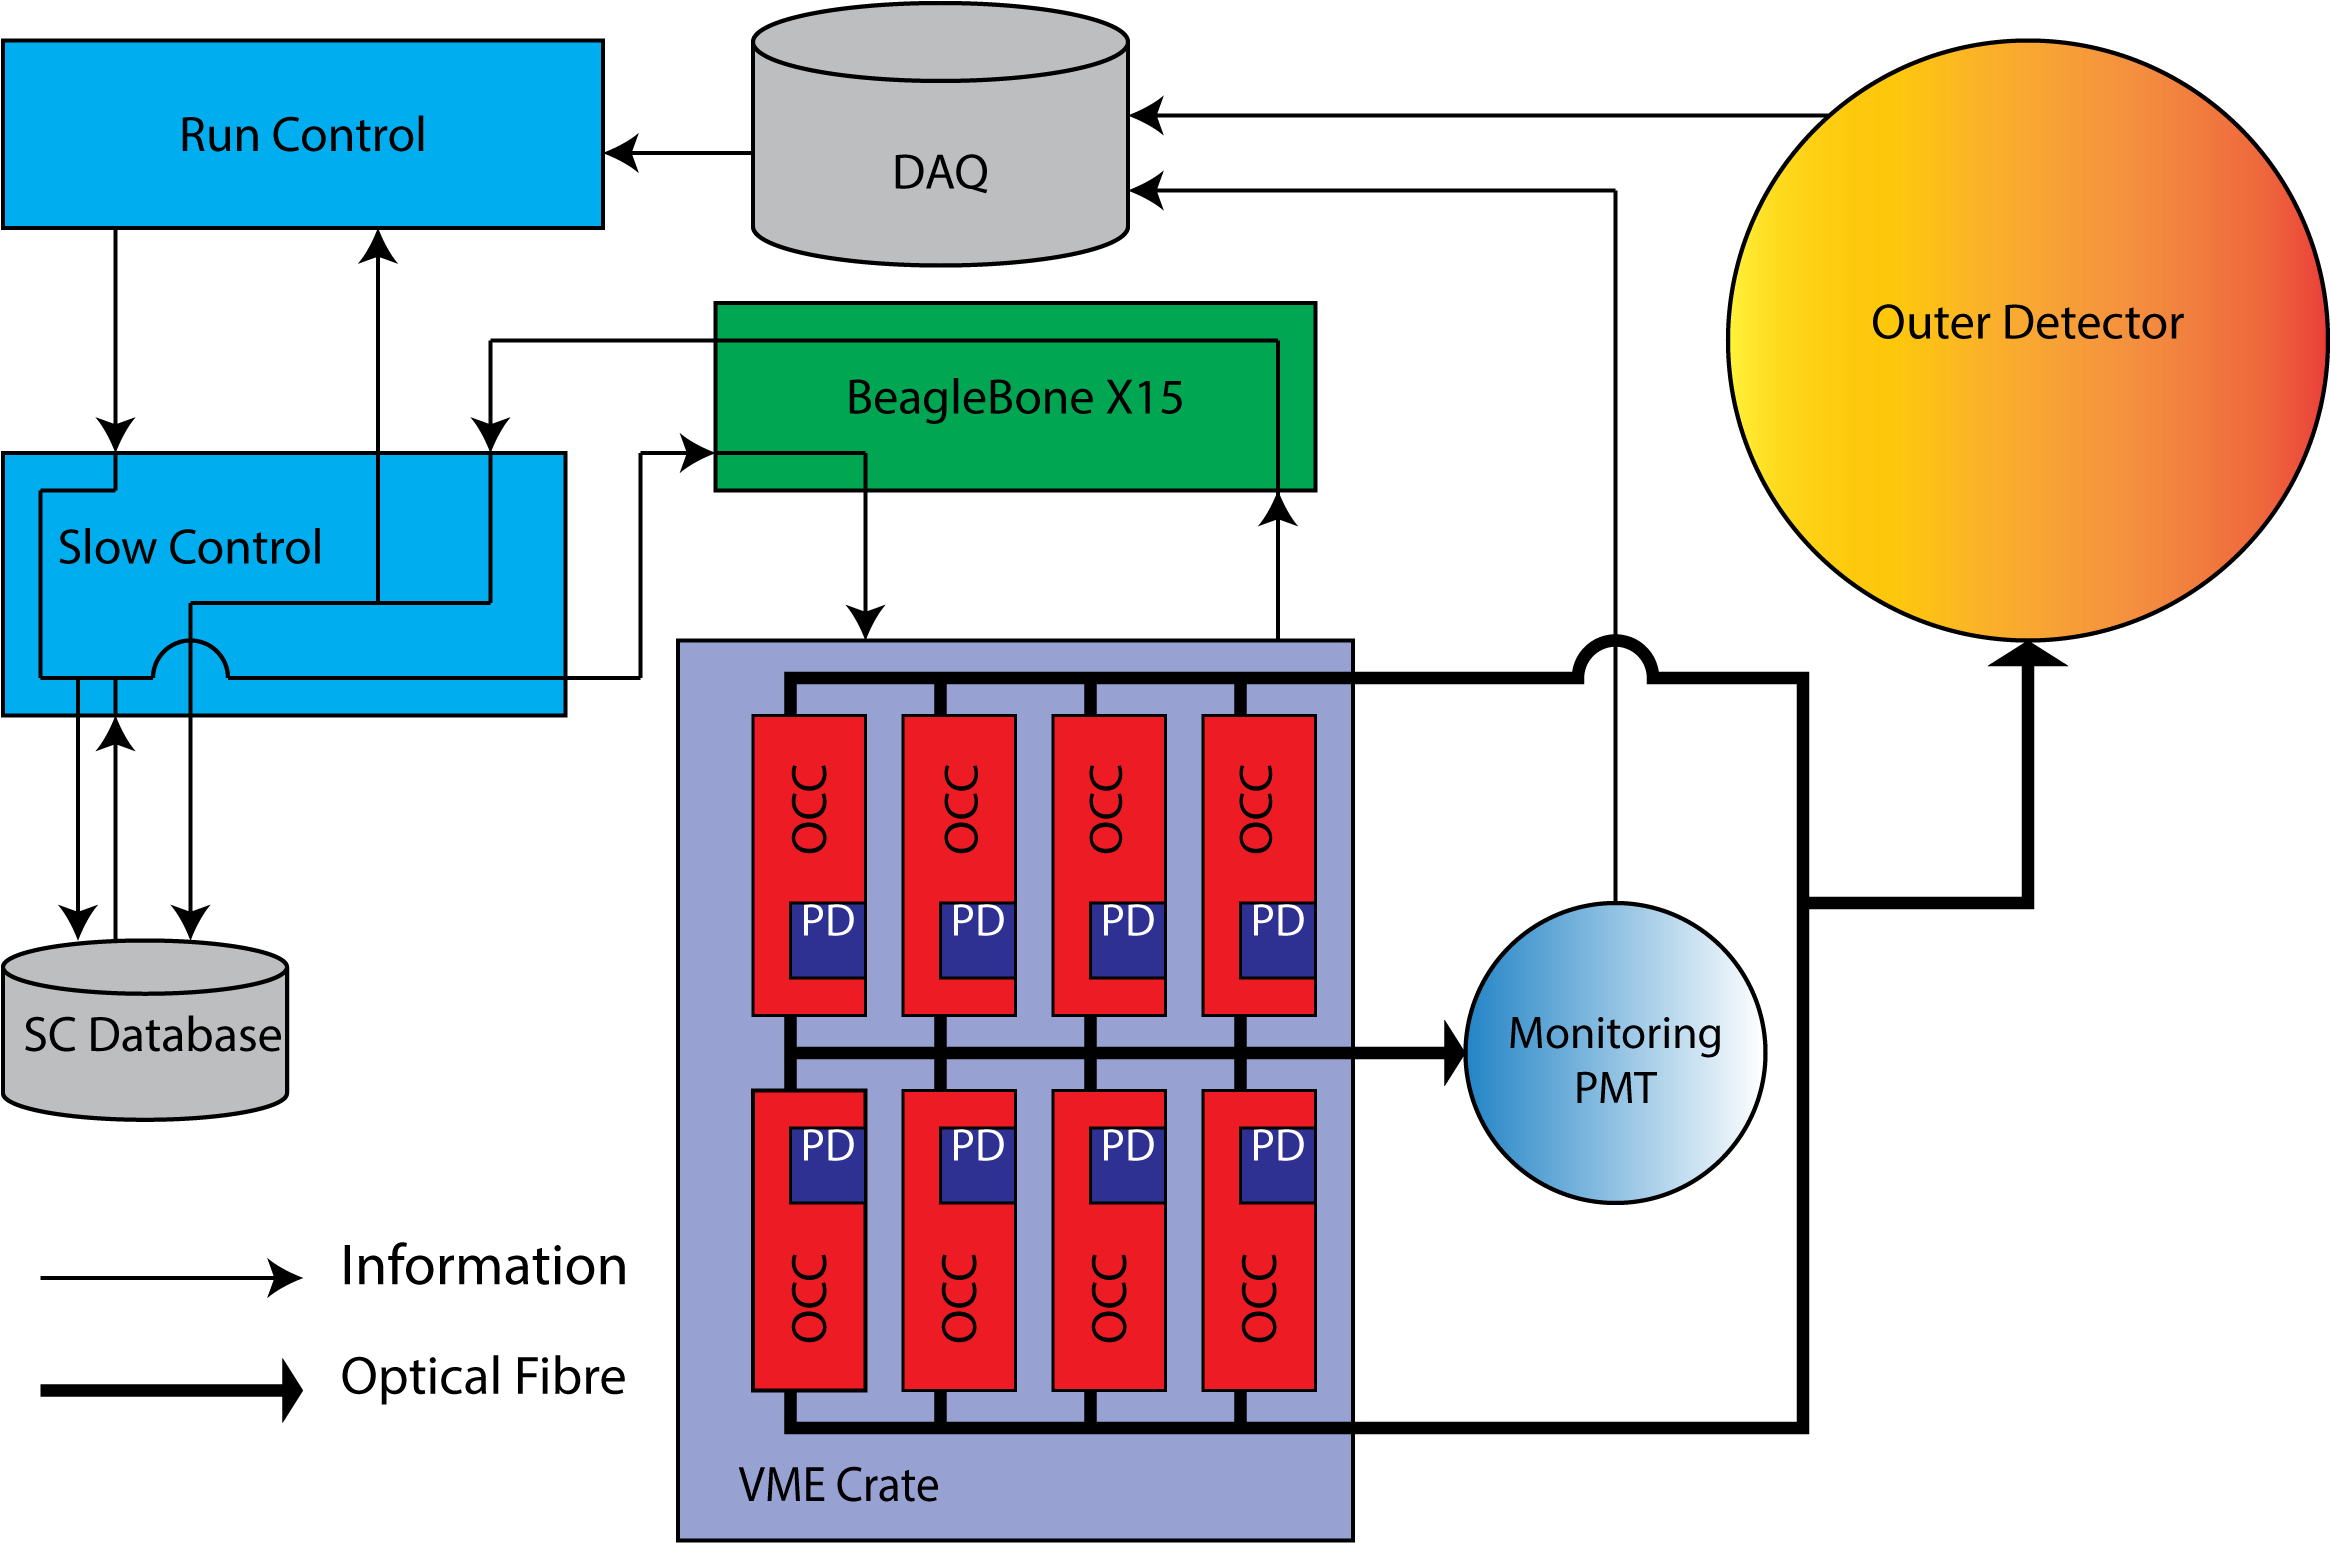 Run Control
DAQ
Outer Detector
BeagleBone X15
Slow Control
OCC
OCC
OCC
OCC
PD
PD
PD
PD
SC Database
Monitoring
PMT
PD
PD
PD
PD
OCC
OCC
OCC
OCC
Information
Optical Fibre
VME Crate